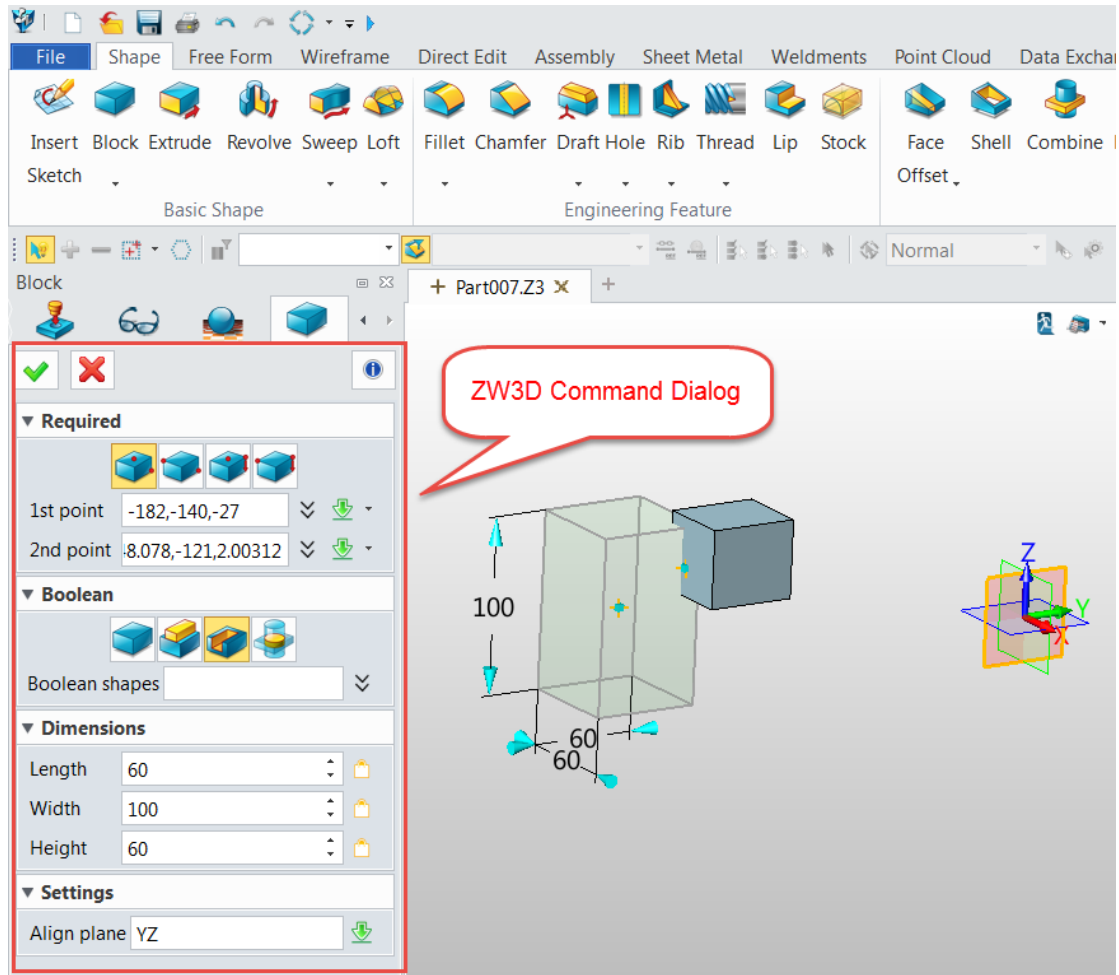 File Shape Free Form Wireframe Direct Edit Assembly Sheet Metal Weldments Point Cloud Data Exchan
Insert Block Extrude Revolve Sweep Loft Fillet Chamfer Draft Hole Rib Thread Lip Stock Face Shell Combine
Sketch Offset
Basic Shape Engineering Feature
Normal
Block
+ Part007.Z3 +
ZW3D Command Dialog
Required
1st point -182,-140,-27
2nd point 8.078,-121,2.00312
Boolean
Boolean shapes
Dimensions
Length 60
Width 100
Height 60
Settings
Align plane YZ
100
60
60
Z
Y
X